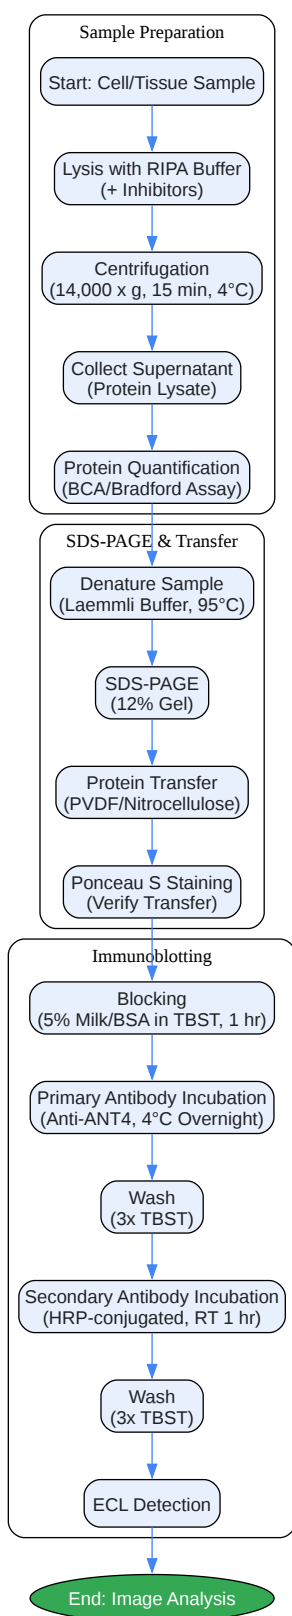 Sample Preparation
Start: Cell/Tissue Sample
Lysis with RIPA Buffer
(+ Inhibitors)
Centrifugation
(14,000 x g, 15 min, 4°C)
Collect Supernatant
(Protein Lysate)
Protein Quantification
(BCA/Bradford Assay)
SDS-PAGE & Transfer
Denature Sample
(Laemmli Buffer, 95°C)
SDS-PAGE
(12% Gel)
Protein Transfer
(PVDF/Nitrocellulose)
Ponceau S Staining
(Verify Transfer)
Immunoblotting
Blocking
(5% Milk/BSA in TBST, 1 hr)
Primary Antibody Incubation
(Anti-ANT4, 4°C Overnight)
Wash
(3x TBST)
Secondary Antibody Incubation
(HRP-conjugated, RT 1 hr)
Wash
(3x TBST)
ECL Detection
End: Image Analysis